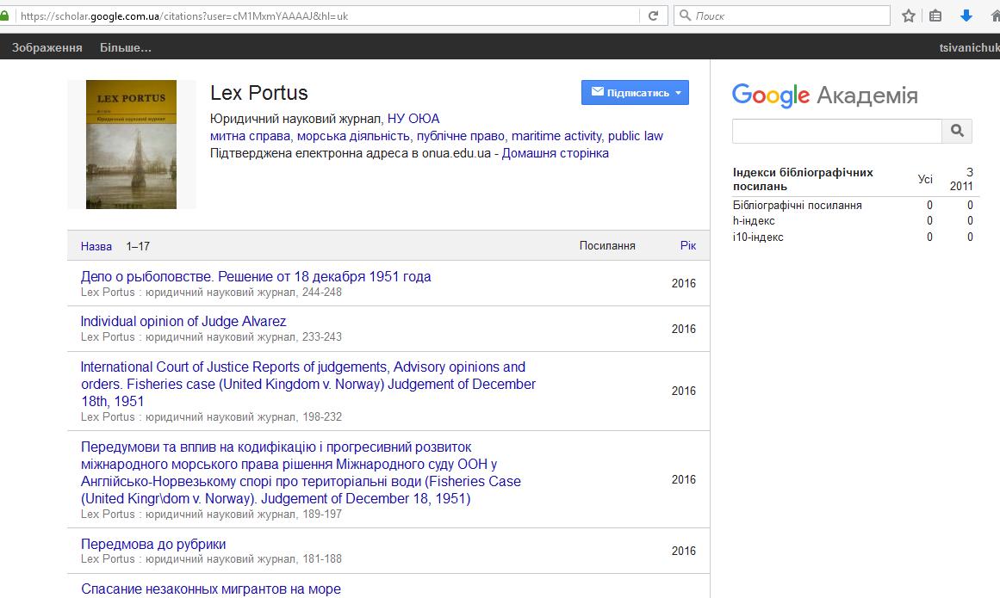 https://scholar.google.com.ua/citations?user=cM1MxmYAAAAJ&hl=uk
Поиск
Зображення Більше…
tsivanichuk
LEX PORTUS
Юридичний науковий журнал
Lex Portus
Підписатись
Юридичний науковий журнал, НУ ОЮА
митна справа, морська діяльність, публічне право, maritime activity, public law
Підтверджена електронна адреса в onua.edu.ua - Домашня сторінка
Google Академія
Індекси бібліографічних посилань Усі З 2011
Бібліографічні посилання 0 0
h-індекс 0 0
i10-індекс 0 0
Назва 1–17 Посилання Рік
Дело о рыболовстве. Решение от 18 декабря 1951 года
2016
Lex Portus : юридичний науковий журнал, 244-248
Individual opinion of Judge Alvarez
2016
Lex Portus : юридичний науковий журнал, 233-243
International Court of Justice Reports of judgements, Advisory opinions and
orders. Fisheries case (United Kingdom v. Norway) Judgement of December
18th, 1951
2016
Lex Portus : юридичний науковий журнал, 198-232
Передумови та вплив на кодифікацію і прогресивний розвиток
міжнародного морського права рішення Міжнародного суду ООН у
Англійсько-Норвезькому спорі про територіальні води (Fisheries Case
(United Kingr\dom v. Norway). Judgement of December 18, 1951)
2016
Lex Portus : юридичний науковий журнал, 189-197
Передмова до рубрики
2016
Lex Portus : юридичний науковий журнал, 181-188
Спасание незаконных мигрантов на море